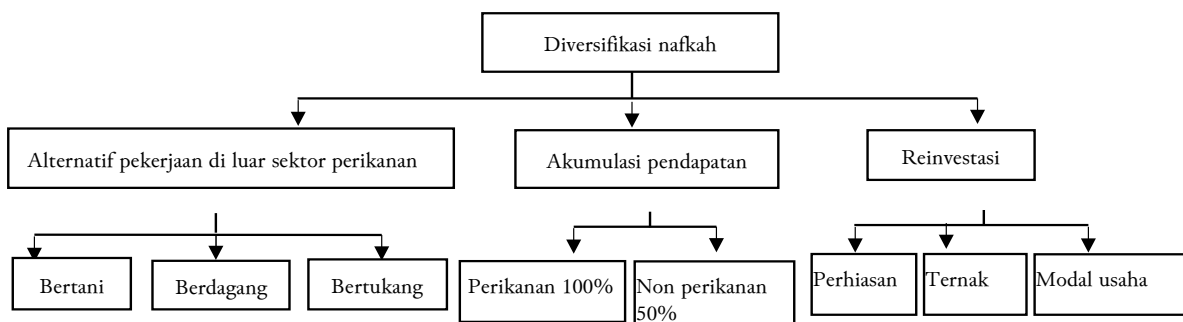 Diversifikasi nafkah
Alternatif pekerjaan di luar sektor perikanan
Akumulasi pendapatan
Reinvestasi
Bertani
Berdagang
Bertukang
Perikanan 100%
Non perikanan
50%
Perhiasan
Ternak
Modal usaha